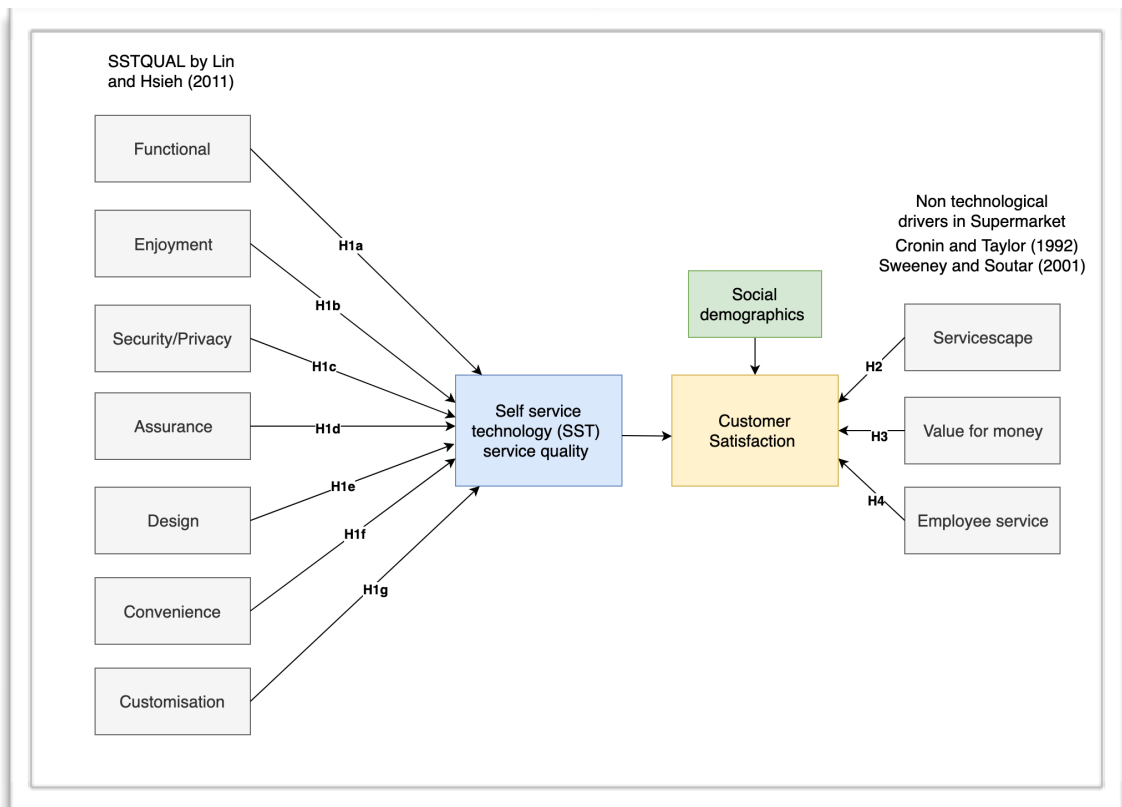 SSTQUAL by Lin
and Hsieh (2011)
Functional
Enjoyment
Security/Privacy
Assurance
Design
Convenience
Customisation
H1a
H1b
H1c
H1d
H1e
H1f
H1g
Self service
technology (SST)
service quality
Social
demographics
Customer
Satisfaction
Non technological
drivers in Supermarket
Cronin and Taylor (1992)
Sweeney and Soutar (2001)
Servicescape
Value for money
Employee service
H2
H3
H4